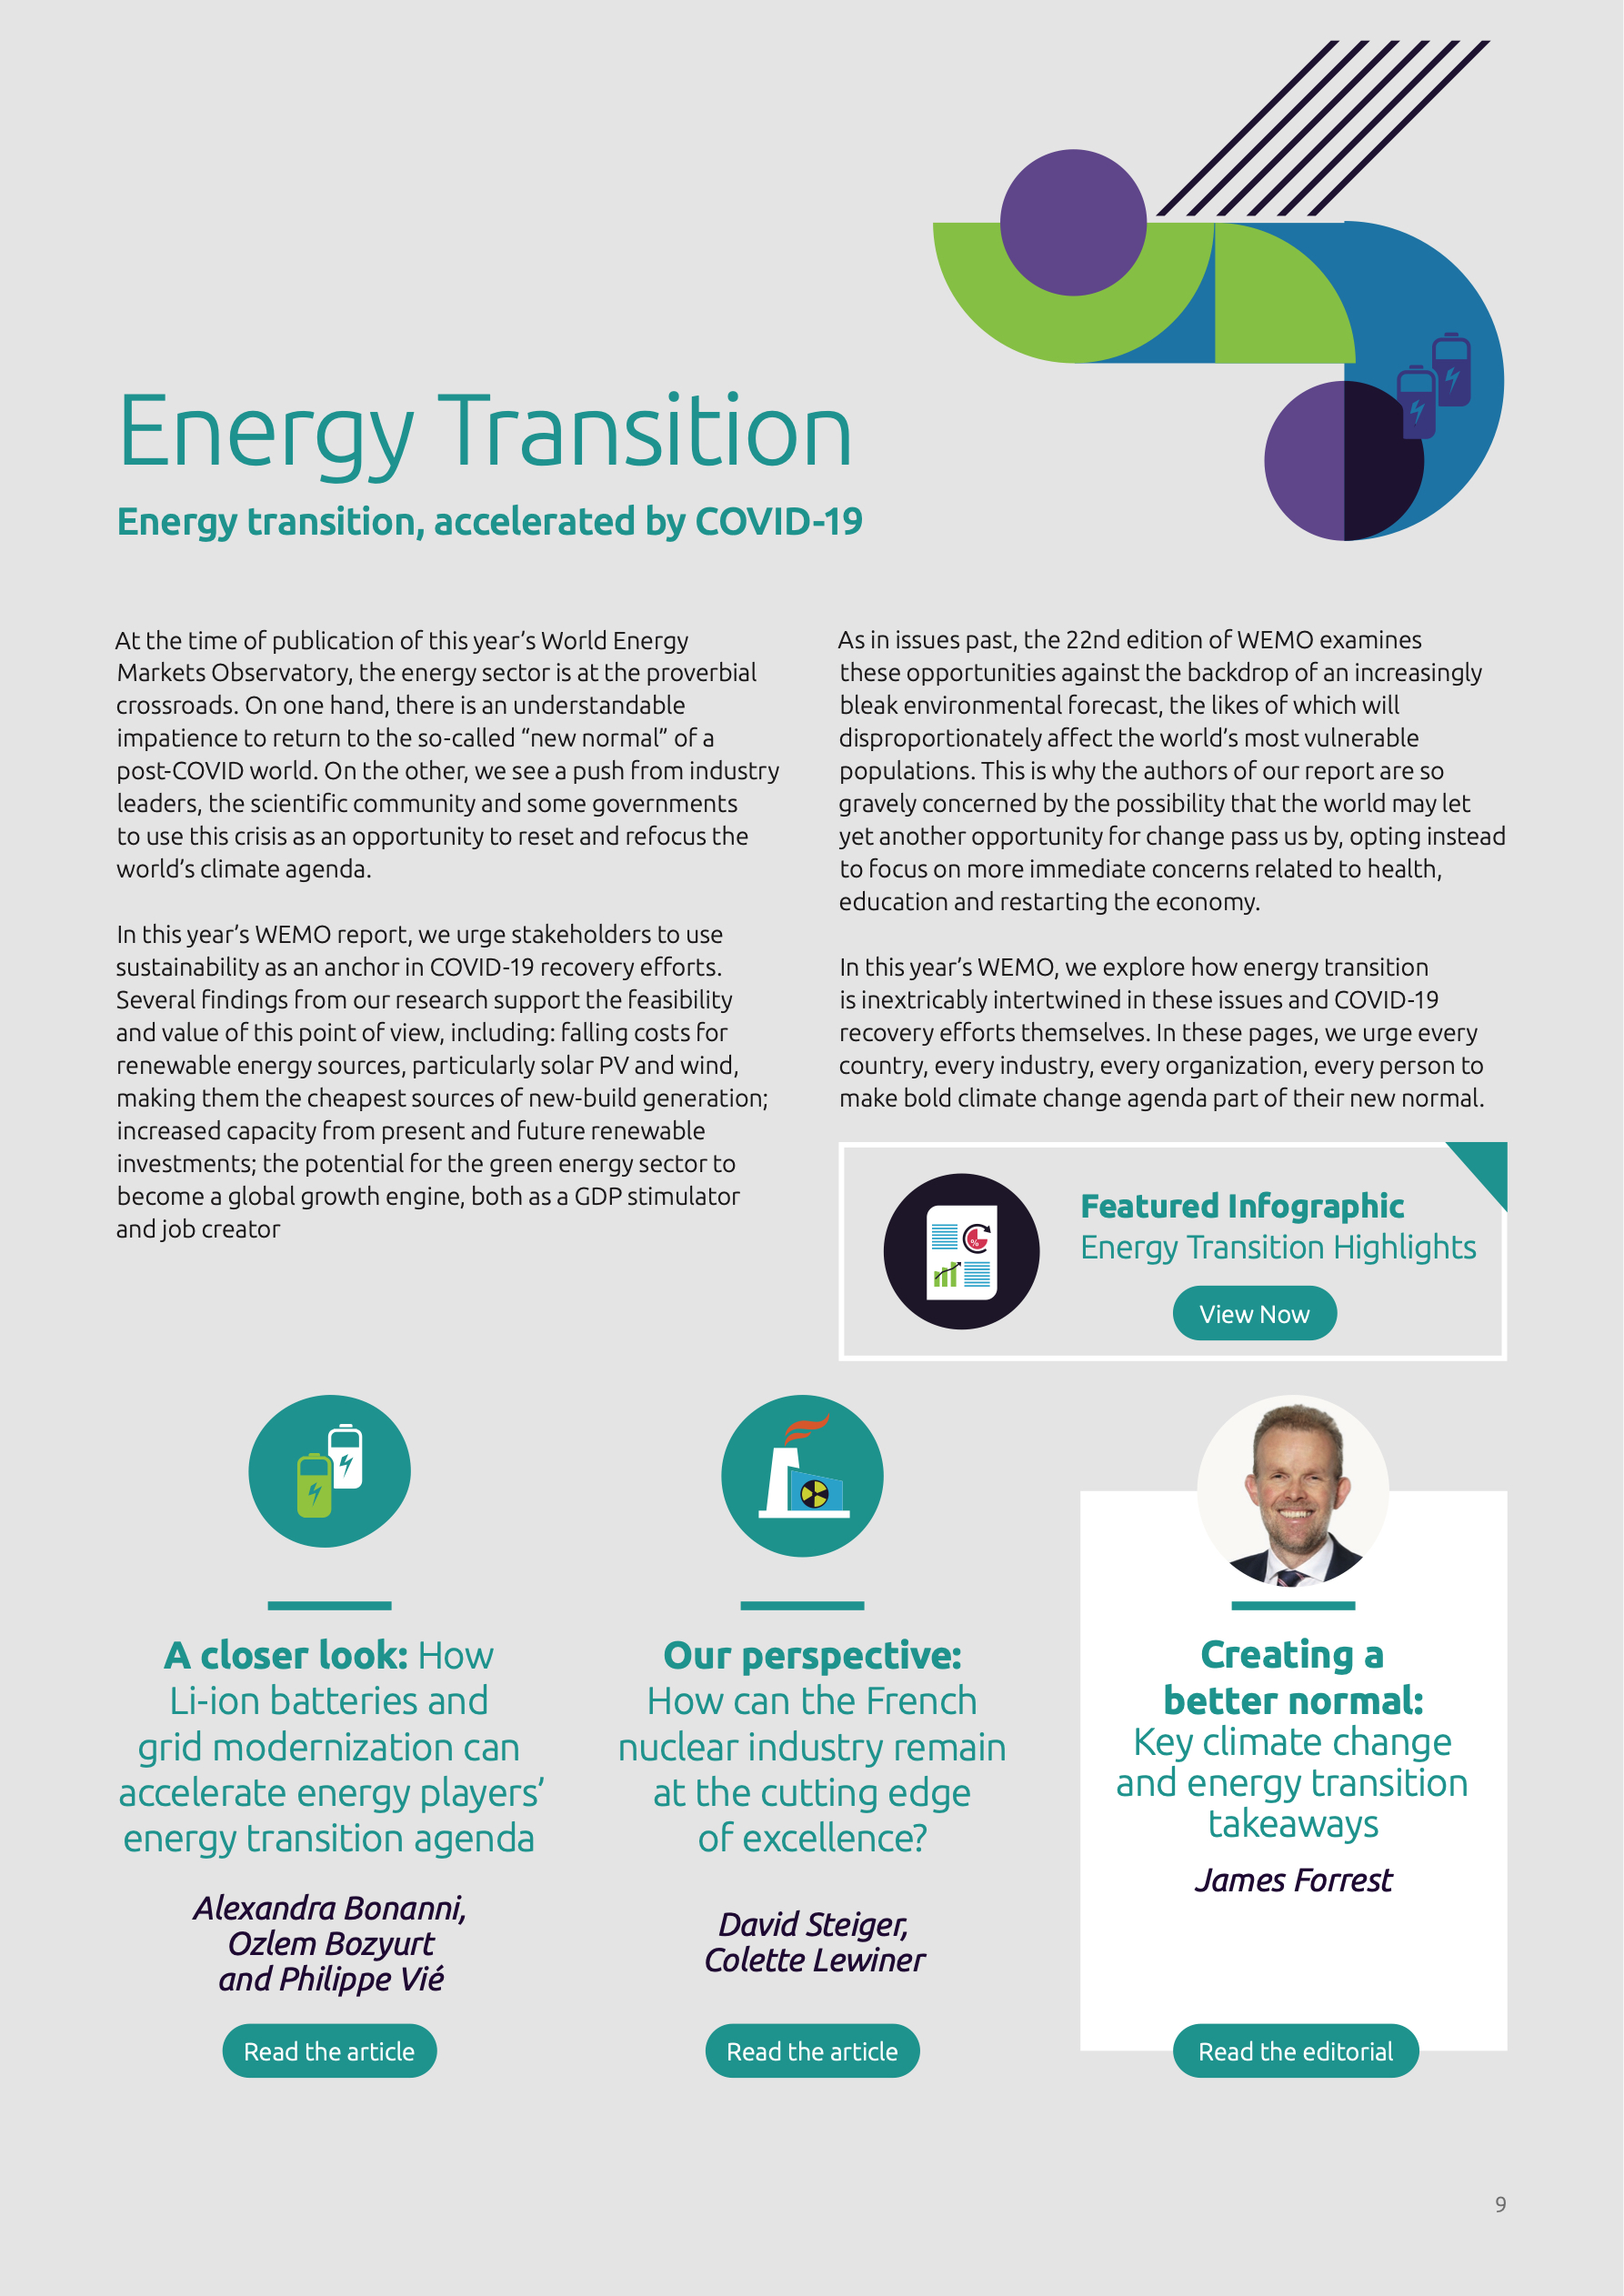 Energy Transition
Energy transition, accelerated by COVID-19
At the time of publication of this year’s World Energy
Markets Observatory, the energy sector is at the proverbial
crossroads. On one hand, there is an understandable
impatience to return to the so-called “new normal” of a
post-COVID world. On the other, we see a push from industry
leaders, the scientific community and some governments
to use this crisis as an opportunity to reset and refocus the
world’s climate agenda.
In this year’s WEMO report, we urge stakeholders to use
sustainability as an anchor in COVID-19 recovery efforts.
Several findings from our research support the feasibility
and value of this point of view, including: falling costs for
renewable energy sources, particularly solar PV and wind,
making them the cheapest sources of new-build generation;
increased capacity from present and future renewable
investments; the potential for the green energy sector to
become a global growth engine, both as a GDP stimulator
and job creator
As in issues past, the 22nd edition of WEMO examines
these opportunities against the backdrop of an increasingly
bleak environmental forecast, the likes of which will
disproportionately affect the world’s most vulnerable
populations. This is why the authors of our report are so
gravely concerned by the possibility that the world may let
yet another opportunity for change pass us by, opting instead
to focus on more immediate concerns related to health,
education and restarting the economy.
In this year’s WEMO, we explore how energy transition
is inextricably intertwined in these issues and COVID-19
recovery efforts themselves. In these pages, we urge every
country, every industry, every organization, every person to
make bold climate change agenda part of their new normal.
%
Featured Infographic
Energy Transition Highlights
View Now
A closer look: How
Li-ion batteries and
grid modernization can
accelerate energy players’
energy transition agenda
Alexandra Bonanni,
Ozlem Bozyurt
and Philippe Vié
Read the article
Our perspective:
How can the French
nuclear industry remain
at the cutting edge
of excellence?
David Steiger,
Colette Lewiner
Read the article
Creating a
better normal:
Key climate change
and energy transition
takeaways
James Forrest
Read the editorial
9